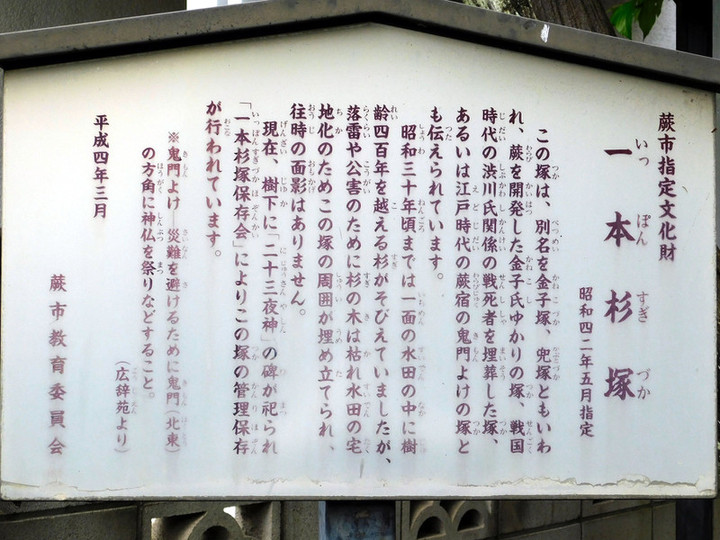 蕨市指定文化財
一本杉塚
昭和四二年五月指定
この塚は、別名を金子塚、兜塚ともいわ
れ、蕨を開発した金子氏ゆかりの塚、戦国
時代の渋川氏関係の戦死者を埋葬した塚、
あるいは江戸時代の蕨宿の鬼門よけの塚と
も伝えられています。
昭和三十年頃までは一面の水田の中に樹
齢四百年を越える杉がそびえていましたが、
落雷や公害のために杉の木は枯れ水田の宅
地化のためこの塚の周囲が埋め立てられ、
往時の面影はありません。
現在、樹下に「二十三夜神」の碑が祀られ
「一本杉塚保存会」によりこの塚の管理保存
が行われています。
※鬼門よけ―災難を避けるために鬼門(北東)
の方角に神仏を祭りなどすること。
(広辞苑より)
平成四年三月
蕨市教育委員会